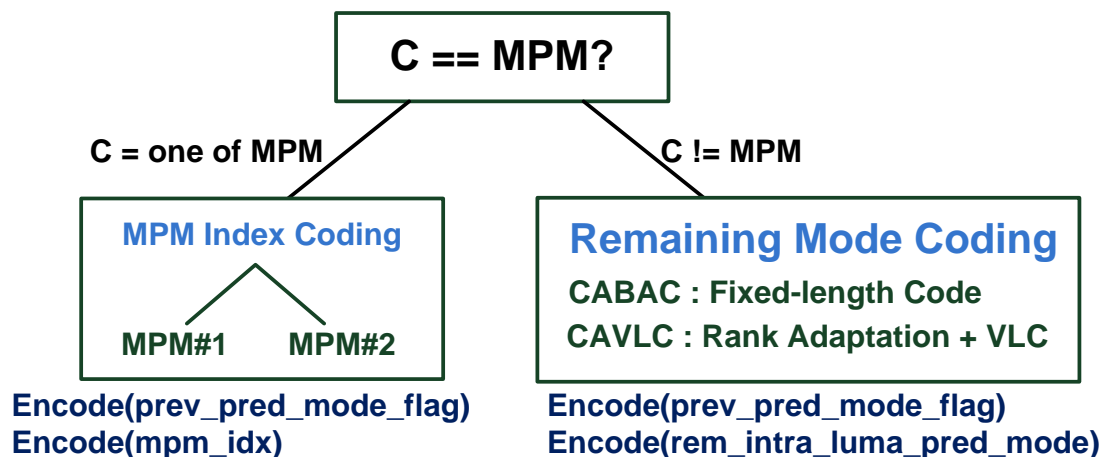 C == MPM?
C = one of MPM
C != MPM
MPM Index Coding
MPM#1 MPM#2
Encode(prev_pred_mode_flag)
Encode(mpm_idx)
Remaining Mode Coding
CABAC : Fixed-length Code
CAVLC : Rank Adaptation + VLC
Encode(prev_pred_mode_flag)
Encode(rem_intra_luma_pred_mode)